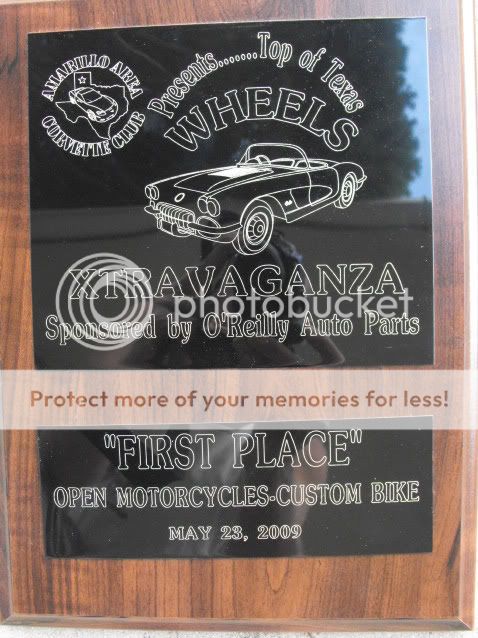 AMARILLO AREA
CORVETTE CLUB
Presents........Top of Texas
WHEELS
XTRAVAGANZA
photobucket
Sponsored by O'Reilly Auto Parts
Protect more of your memories for less!
"FIRST PLACE"
OPEN MOTORCYCLES-CUSTOM BIKE
MAY 23, 2009